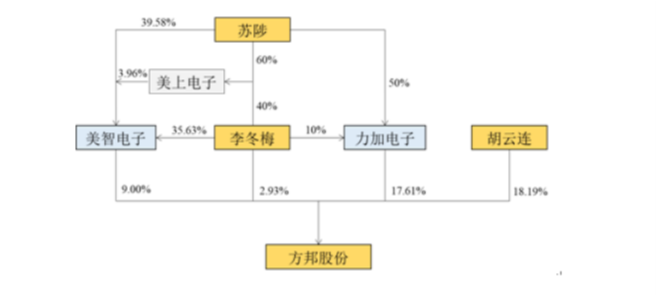 39.58%
苏陟
60%
3.96%
美上电子
50%
40%
美智电子
35.63%
李冬梅
10%
力加电子
胡云连
9.00%
2.93%
17.61%
18.19%
方邦股份